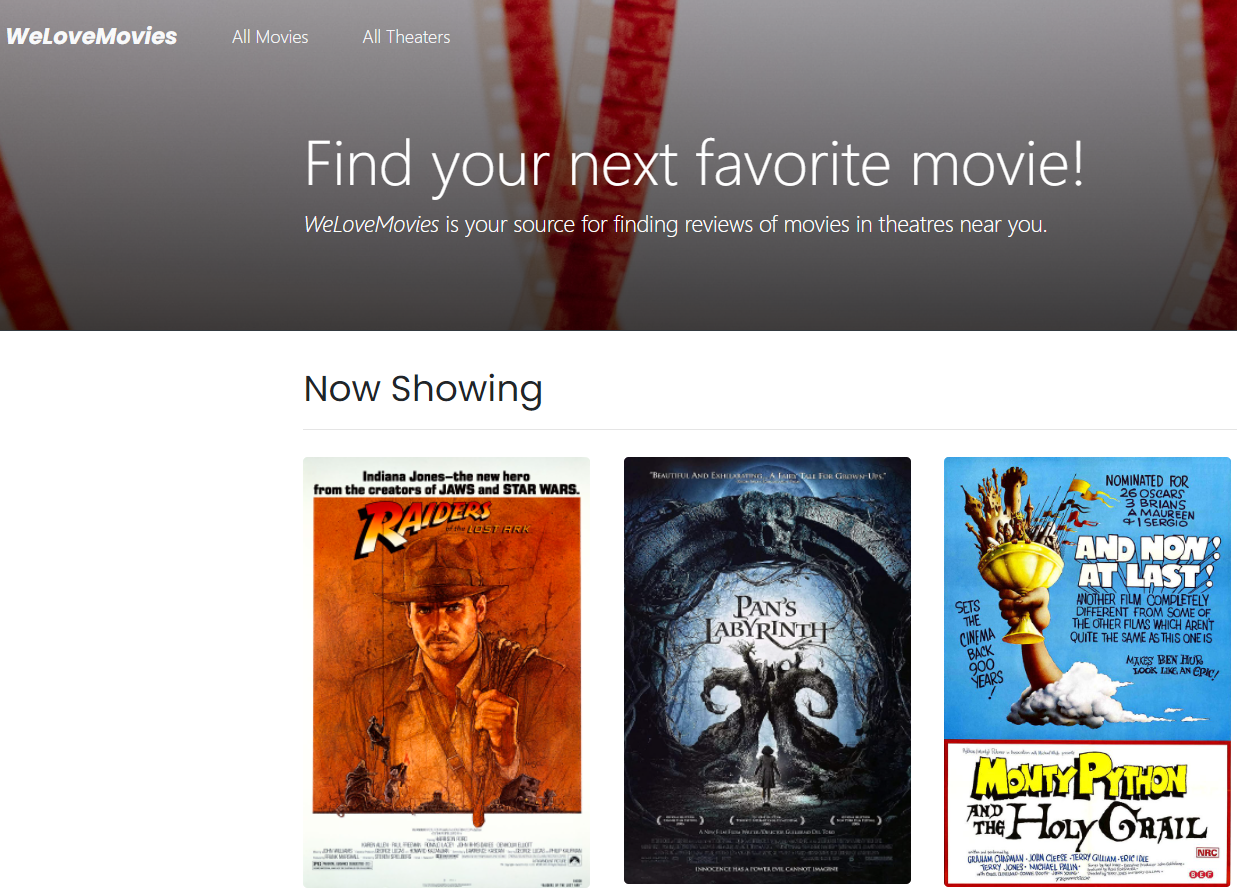 WeLoveMovies All Movies All Theaters
Find your next favorite movie!
WeLoveMovies is your source for finding reviews of movies in theatres near you.
Now Showing
Indiana Jones—the new hero
from the creators of JAWS and STAR WARS.
RAIDERS
of the LOST ARK
"BEAUTIFUL AND EXHILARATING. A FAIRY TALE FOR GROWN-UPS."
PAN'S
LABYRINTH
INNOCENCE HAS A POWER EVIL CANNOT IMAGINE
NOMINATED FOR
26 OSCARS
3 BRIANS
A MAUREEN
& 1 SERGIO
AND NOW!
AT LAST!
ANOTHER FILM COMPLETELY
DIFFERENT FROM SOME OF
THE OTHER FILMS WHICH AREN'T
QUITE THE SAME AS THIS ONE IS
SETS
THE
CINEMA
BACK
900
YEARS
!
MAKES BEN HUR
LOOK LIKE AN EPIC!
MONTY PYTHON
AND
THE HOLY GRAIL
GRAHAM CHAPMAN · JOHN CLEESE · TERRY GILLIAM · ERIC IDLE
TERRY JONES · MICHAEL PALIN
NRC